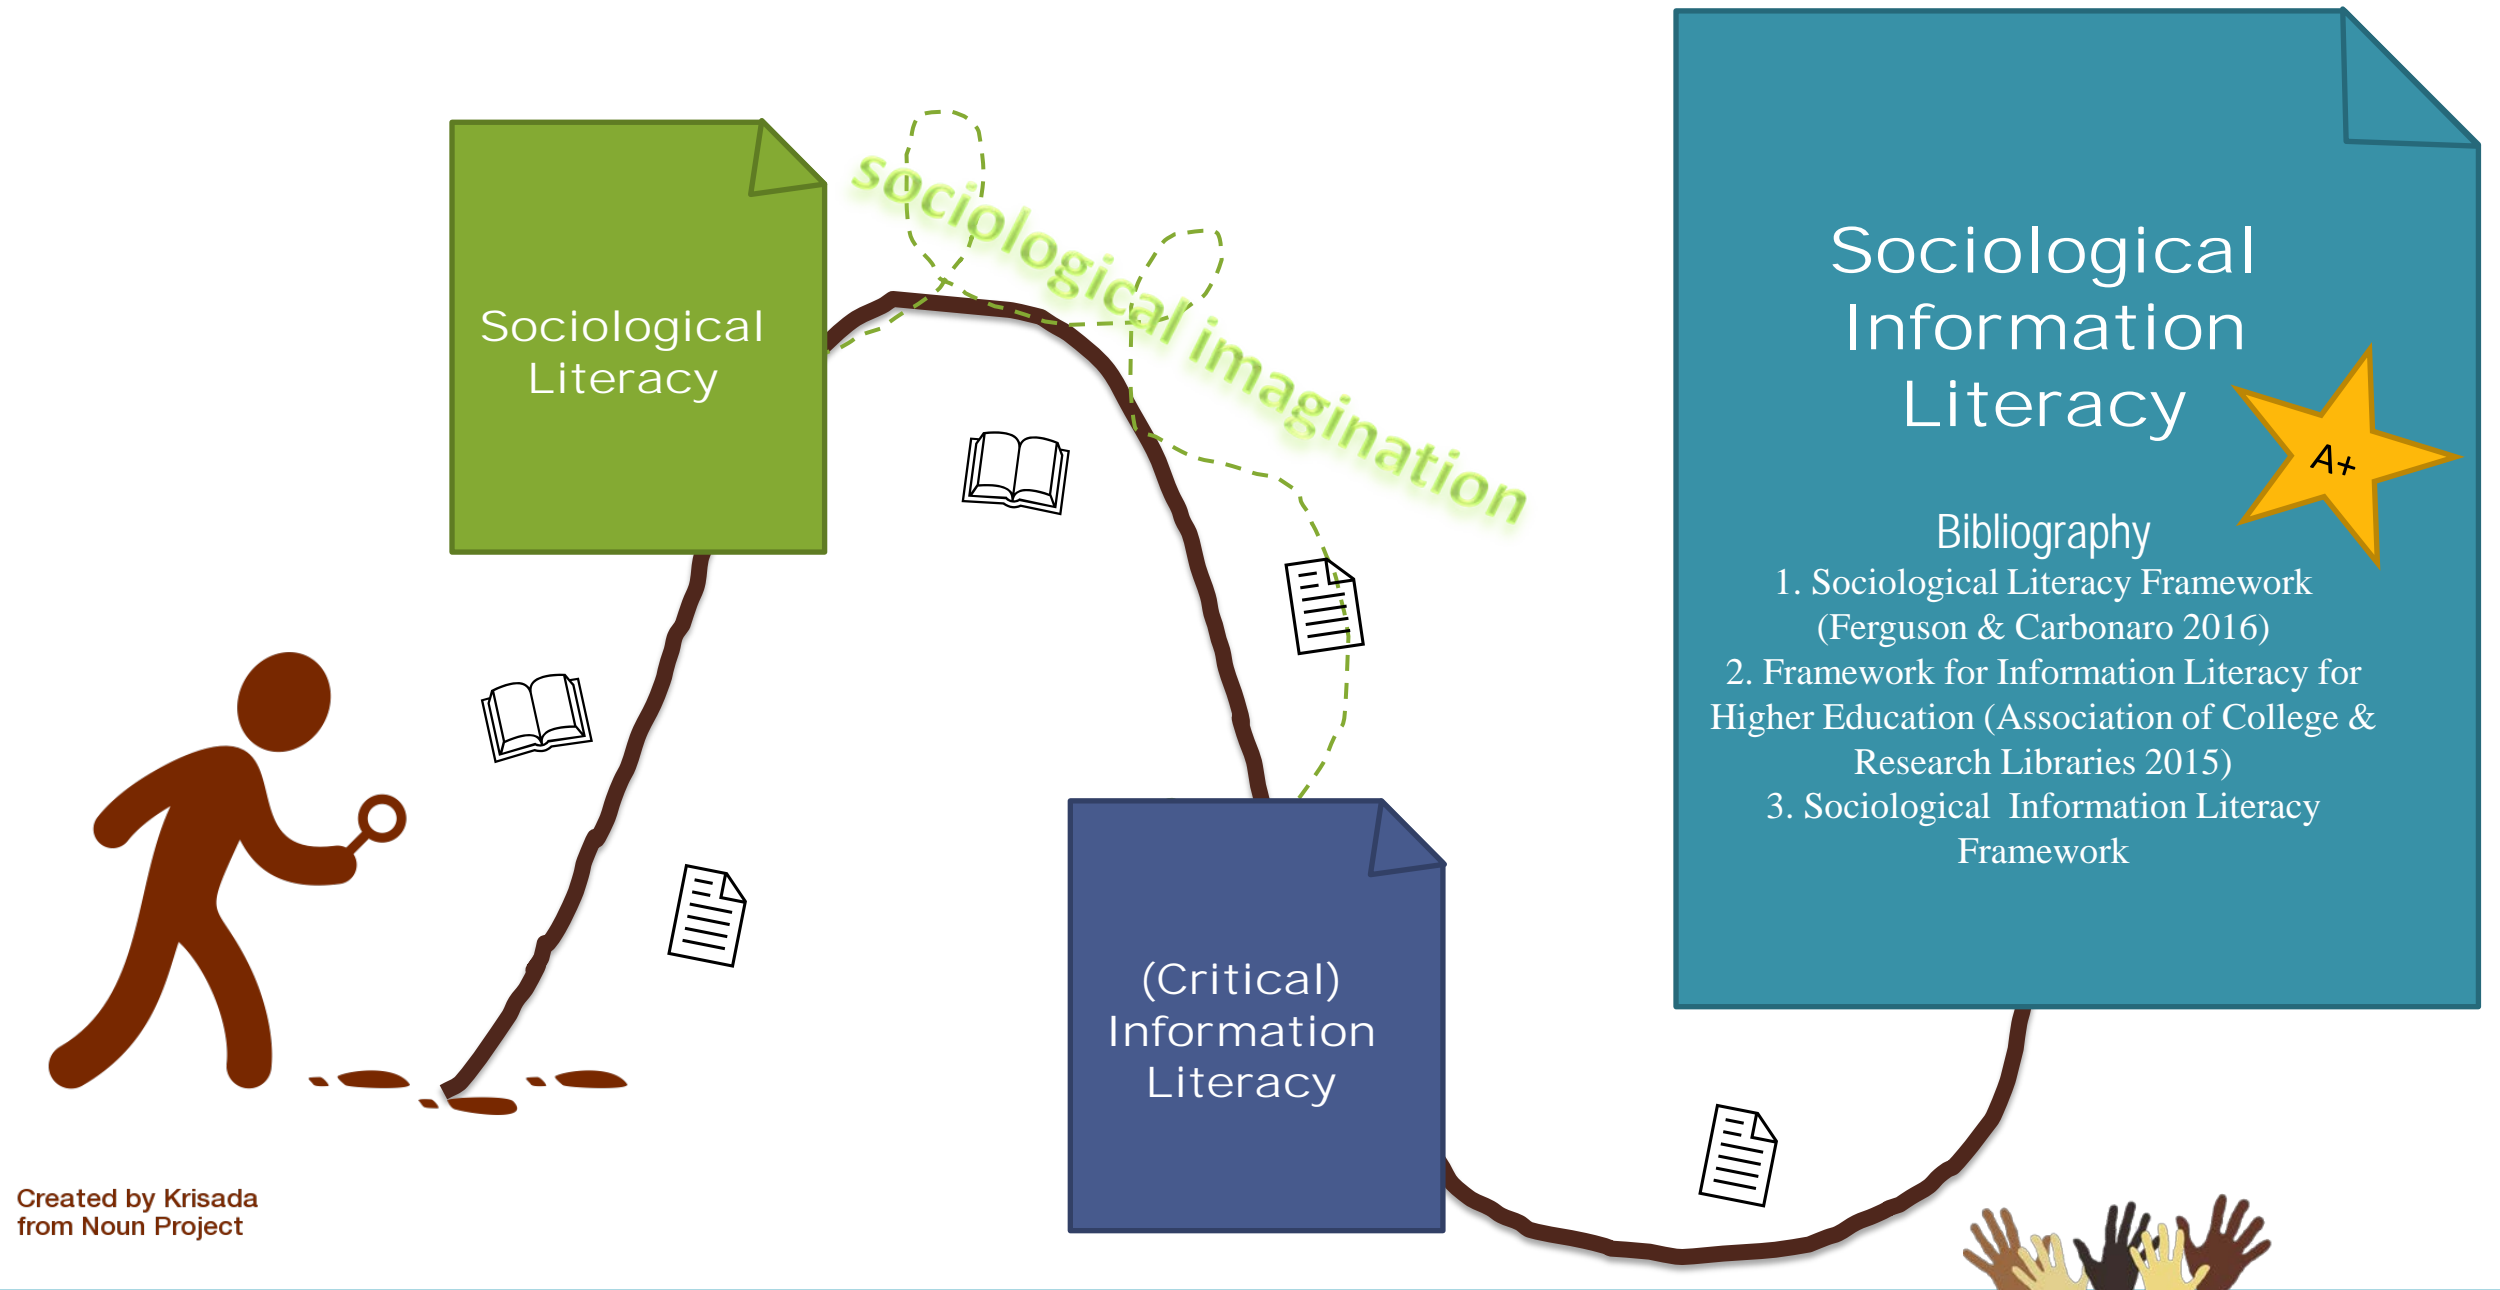 Sociological
Literacy
sociological imagination
(Critical)
Information
Literacy
Sociological
Information
Literacy
A+
Bibliography
1. Sociological Literacy Framework
(Ferguson & Carbonaro 2016)
2. Framework for Information Literacy for
Higher Education (Association of College &
Research Libraries 2015)
3. Sociological  Information Literacy
Framework
Created by Krisada
from Noun Project